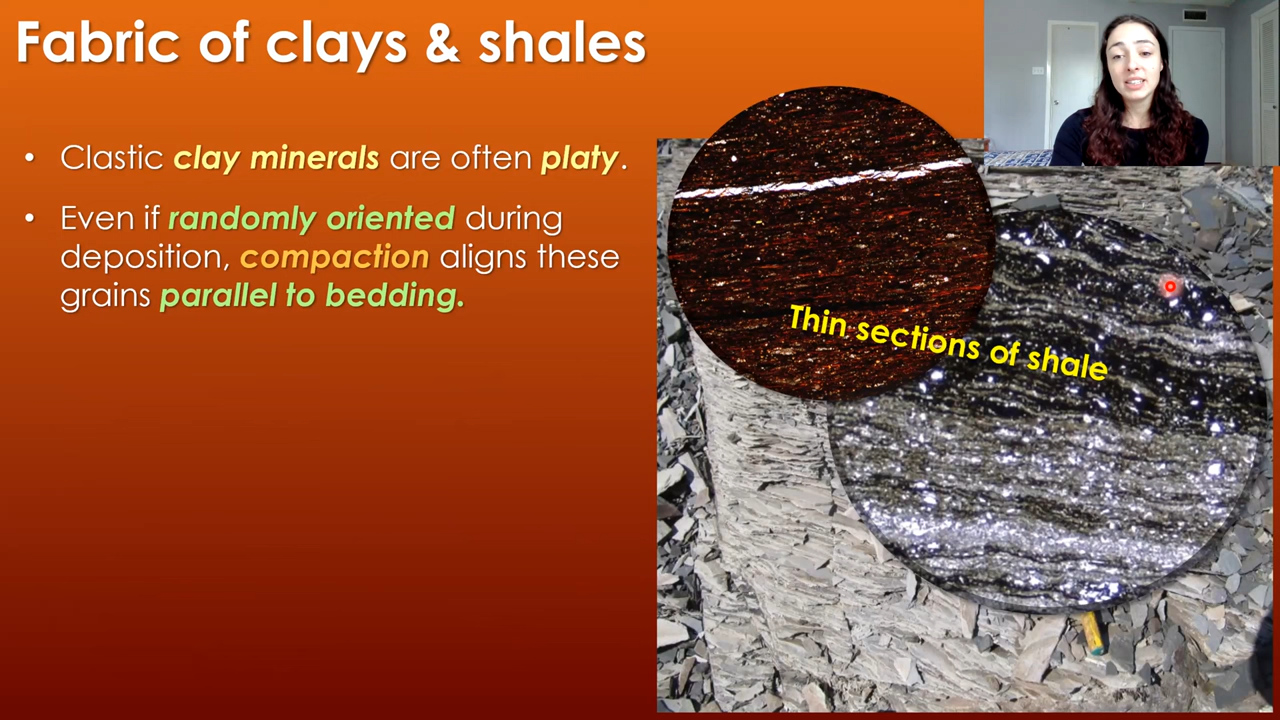 Fabric of clays & shales
• Clastic clay minerals are often platy.
• Even if randomly oriented during
deposition, compaction aligns these
grains parallel to bedding.
Thin sections of shale